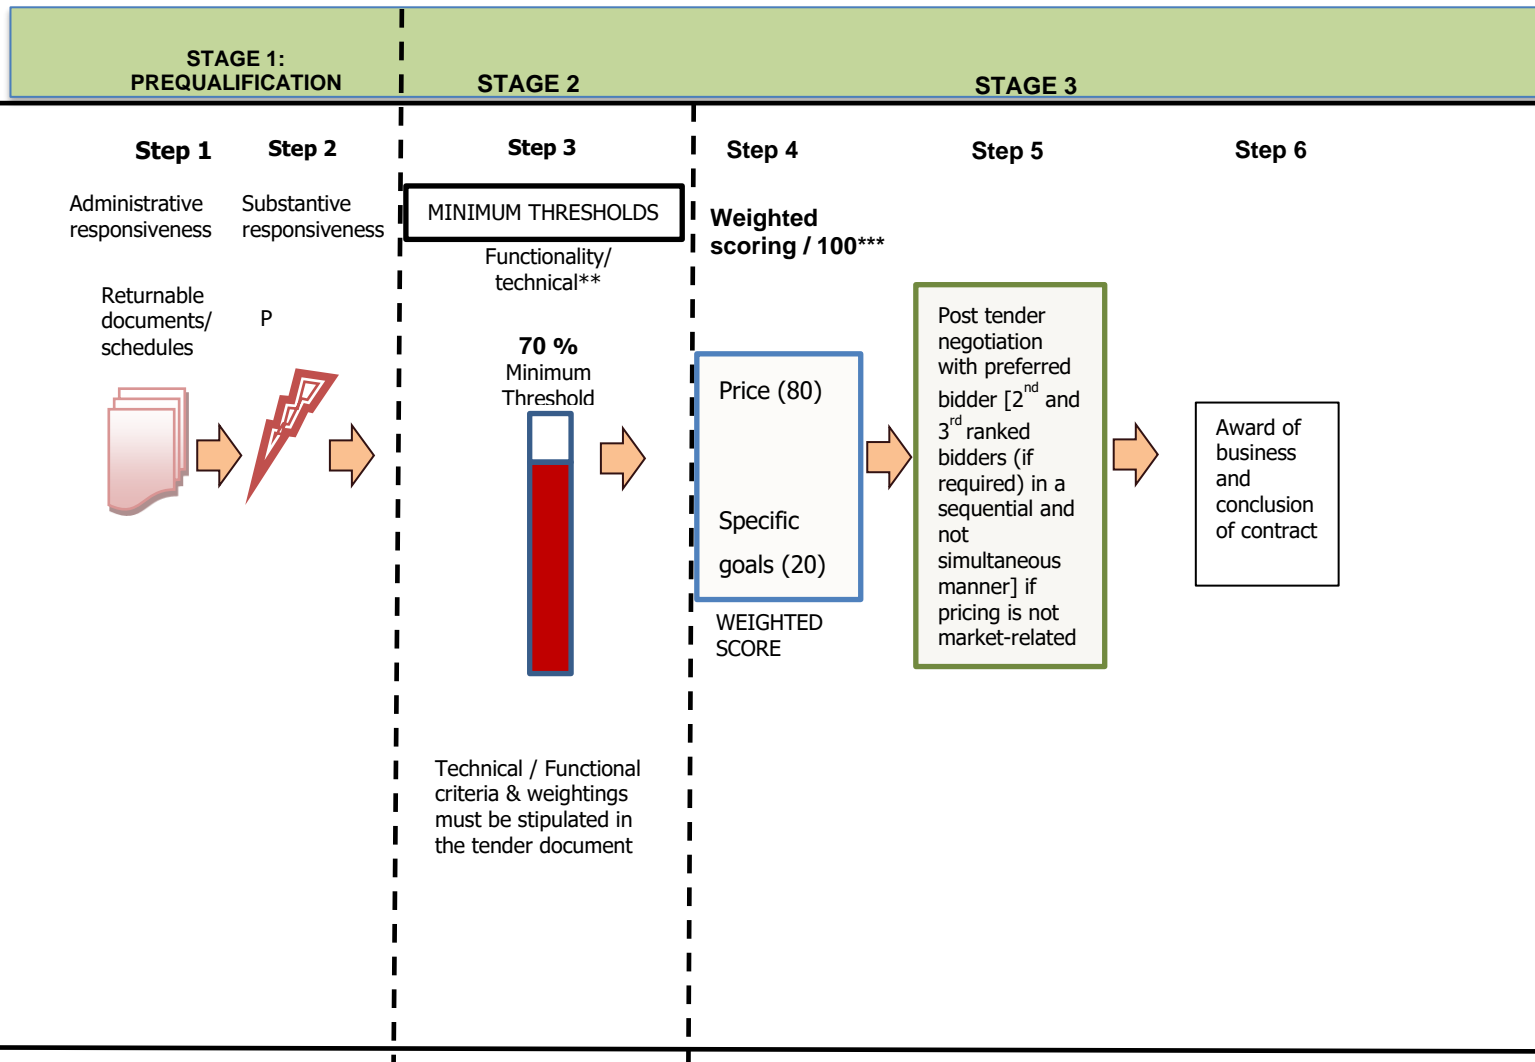 STAGE 1:
PREQUALIFICATION
STAGE 2
STAGE 3
Step 1
Step 2
Step 3
Step 4
Step 5
Step 6
Administrative
responsiveness
Substantive
responsiveness
MINIMUM THRESHOLDS
Weighted
scoring / 100***
Functionality/
technical**
Returnable
documents/
schedules
P
70 %
Minimum
Threshold
Price (80)
Specific
goals (20)
WEIGHTED
SCORE
Post tender
negotiation
with preferred
bidder [2nd and
3rd ranked
bidders (if
required) in a
sequential and
not
simultaneous
manner] if
pricing is not
market-related
Award of
business
and
conclusion
of contract
Technical / Functional
criteria & weightings
must be stipulated in
the tender document